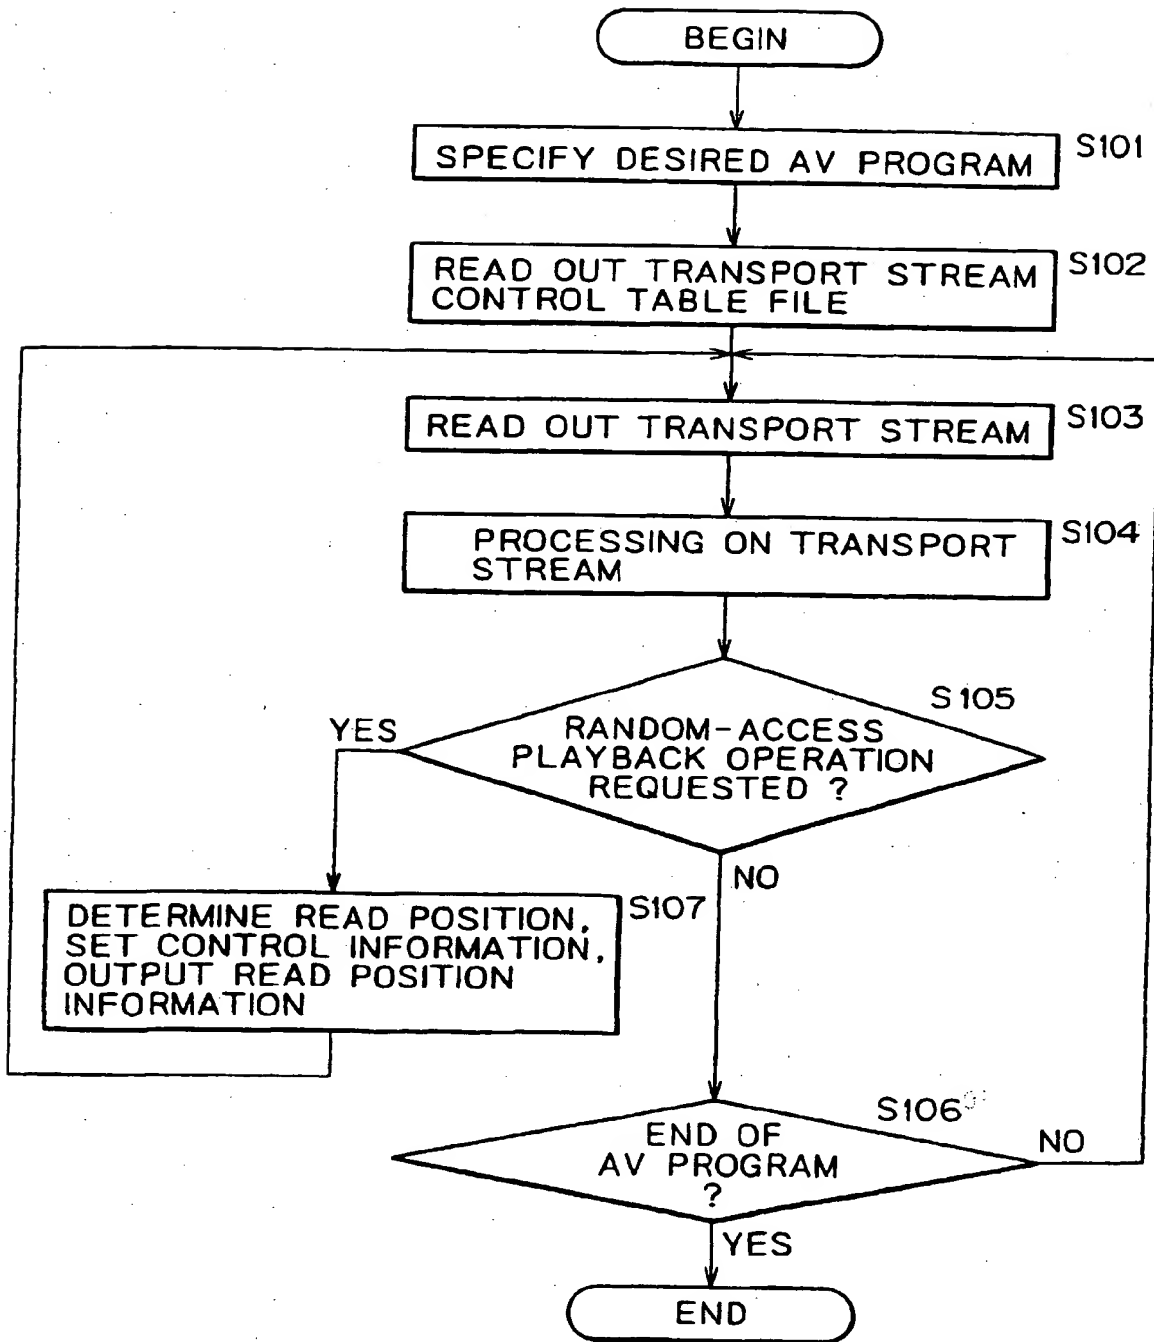 BEGIN
SPECIFY DESIRED AV PROGRAM
S101
READ OUT TRANSPORT STREAM
CONTROL TABLE FILE
S102
READ OUT TRANSPORT STREAM
S103
PROCESSING ON TRANSPORT
STREAM
S104
S105
YES
RANDOM-ACCESS
PLAYBACK OPERATION
REQUESTED ?
NO
DETERMINE READ POSITION,
SET CONTROL INFORMATION,
OUTPUT READ POSITION
INFORMATION
S107
S106
END OF
AV PROGRAM
?
NO
YES
END